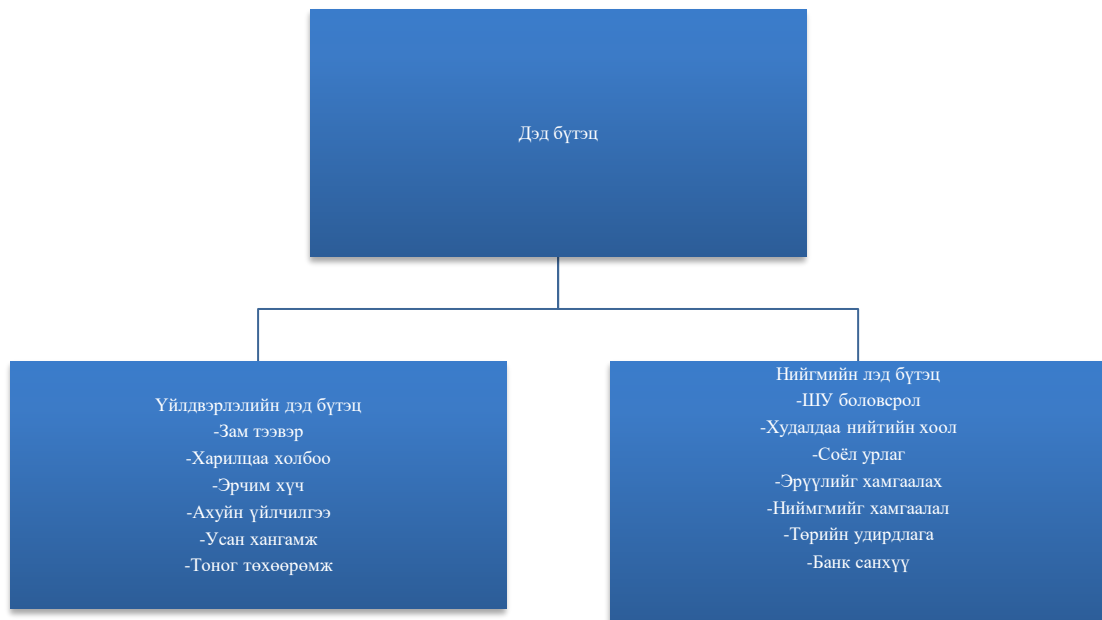 Дэд бүтэц
Үйлдвэрлэлийн дэд бүтэц
-Зам тээвэр
-Харилцаа холбоо
-Эрчим хүч
-Ахуйн үйлчилгээ
-Усан хангамж
-Тоног төхөөрөмж
Нийгмийн лэд бүтэц
-ШУ боловсрол
-Худалдаа нийтийн хоол
-Соёл урлаг
-Эрүүлийг хамгаалах
-Ниймгмийг хамгаалал
-Төрийн удирдлага
-Банк санхүү